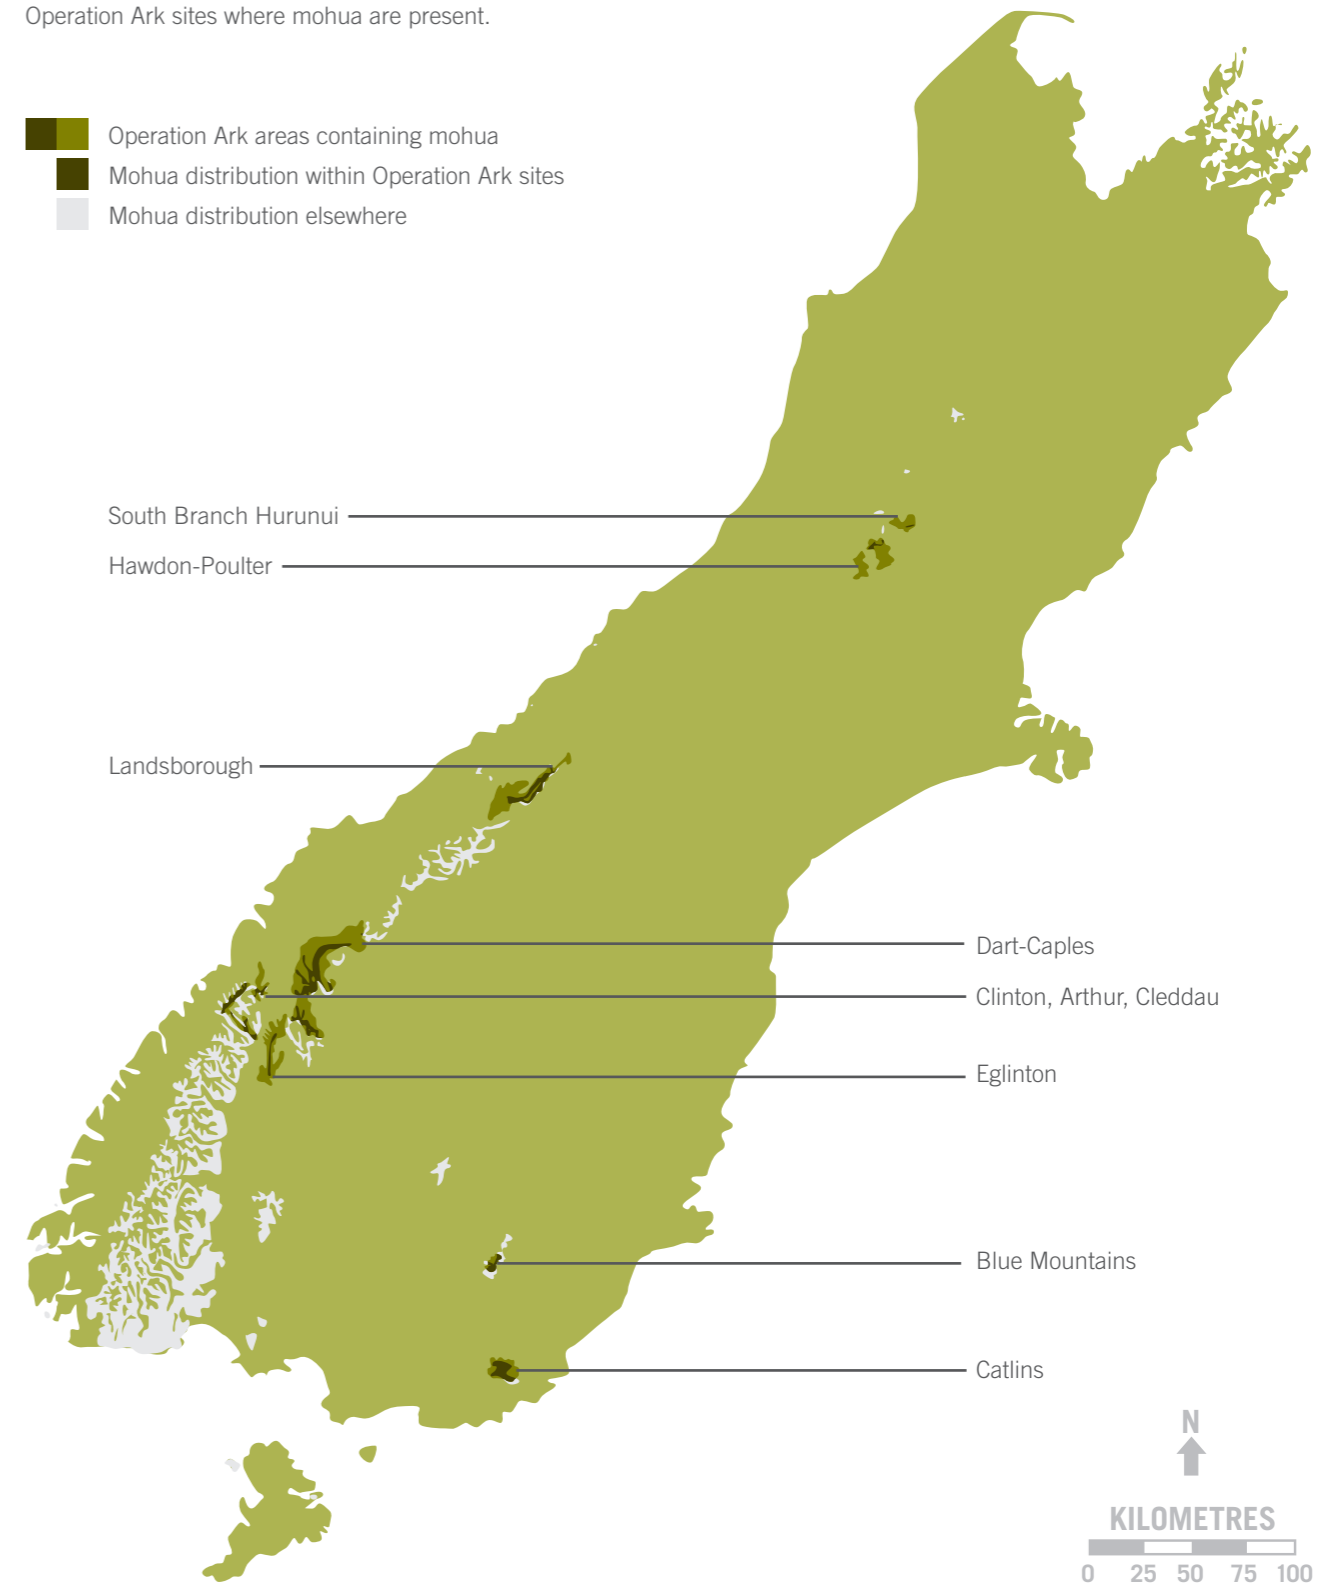 Operation Ark sites where mohua are present.
Operation Ark areas containing mohua
Mohua distribution within Operation Ark sites
Mohua distribution elsewhere
South Branch Hurunui
Hawdon-Poulter
Landsborough
Dart-Caples
Clinton, Arthur, Cleddau
Eglinton
Blue Mountains
Catlins
N
KILOMETRES
0 25 50 75 100